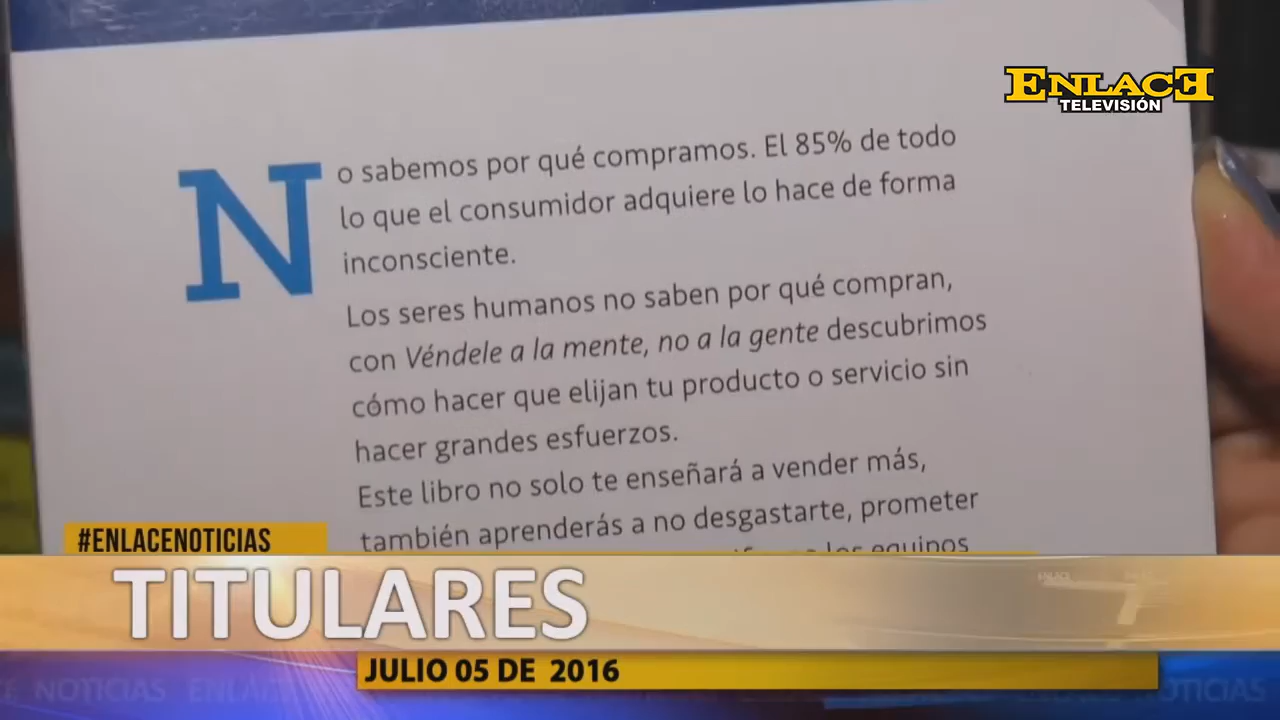 ENLACE
TELEVISIÓN
No sabemos por qué compramos. El 85% de todo
lo que el consumidor adquiere lo hace de forma
inconsciente.
Los seres humanos no saben por qué compran,
con Véndele a la mente, no a la gente descubrimos
cómo hacer que elijan tu producto o servicio sin
hacer grandes esfuerzos.
Este libro no solo te enseñará a vender más,
también aprenderás a no desgastarte, prometer
los equipos
#ENLACENOTICIAS
TITULARES
JULIO 05 DE 2016
NOTICIAS